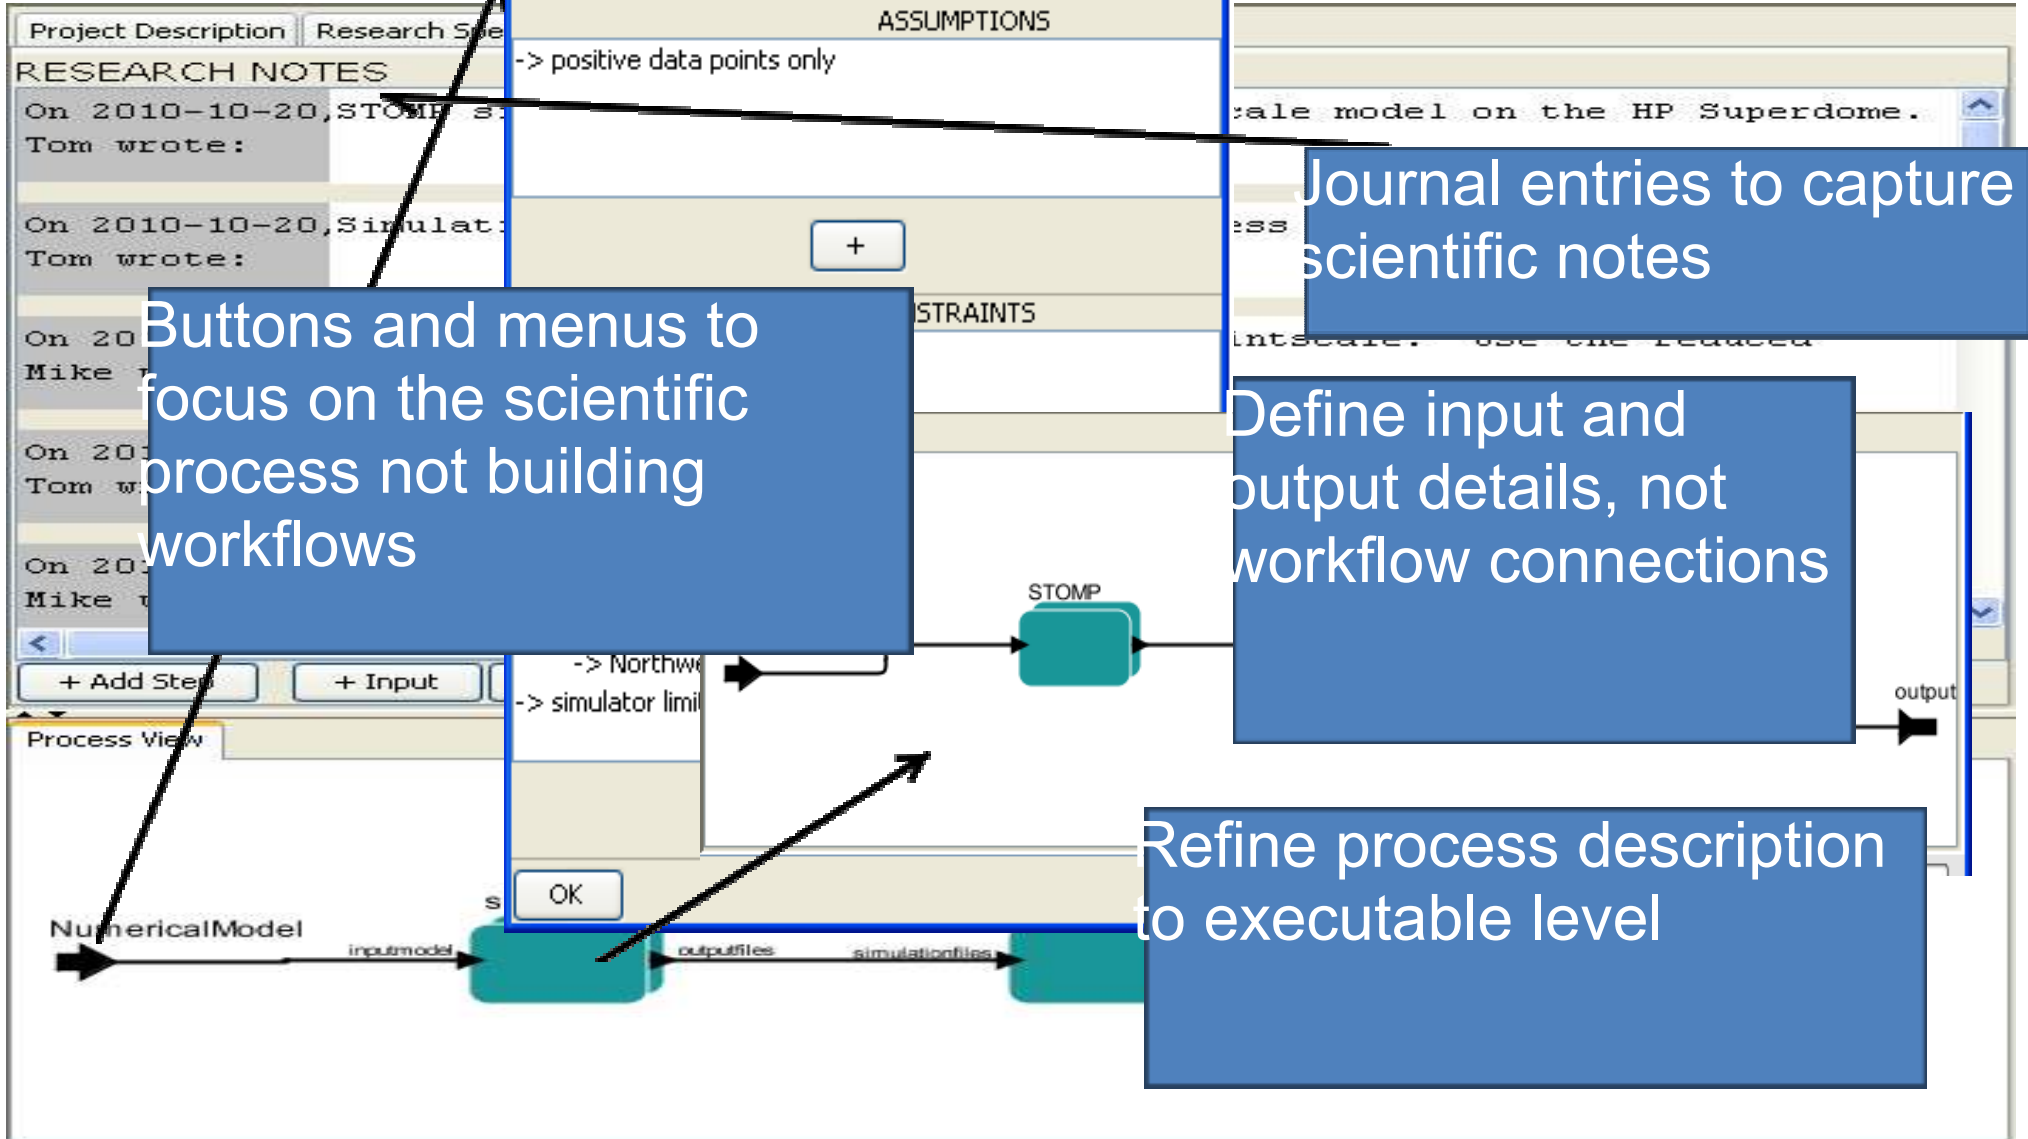 Project Description
Research Spe
ASSUMPTIONS
-> positive data points only
RESEARCH NOTES
On 2010-10-20, STOMP s
cale model on the HP Superdome.
Tom wrote:
On 2010-10-20, Simulat
ess
Tom wrote:
+
Journal entries to capture
scientific notes
STRAINTS
On 20
Mike
On 201
Tom w
On 20
Mike
Buttons and menus to
focus on the scientific
process not building
workflows
Define input and
output details, not
workflow connections
STOMP
-> Northwe
-> simulator limi
+ Add Step
+ Input
output
Process View
Refine process description
to executable level
OK
NumericalModel
s
inputmodel
outputfiles
simulationfiles